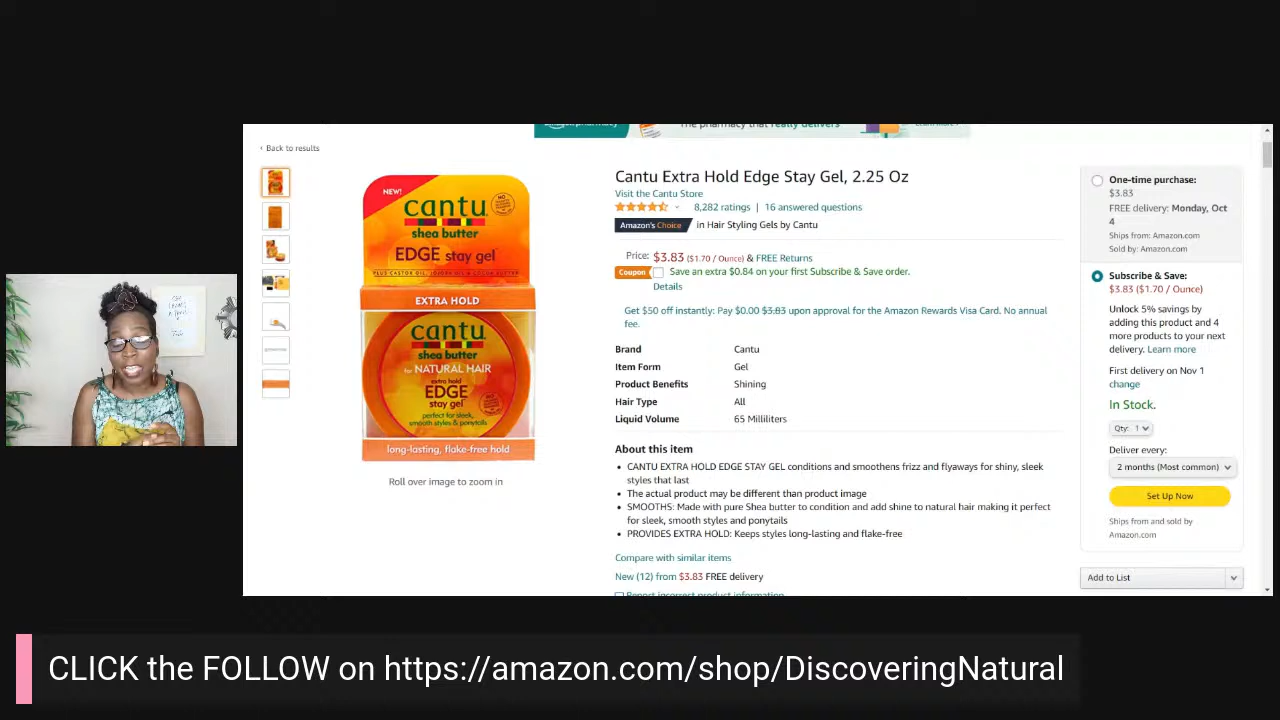 The pharmacy that really delivers
‹ Back to results
NEW!
cantu
shea butter
EDGE stay gel
PLUS CASTOR OIL, JOJOBA OIL & COCOA BUTTER
EXTRA HOLD
cantu
shea butter
for NATURAL HAIR
extra hold
EDGE
stay gel
perfect for sleek,
smooth styles & ponytails
long-lasting, flake-free hold
Roll over image to zoom in
Cantu Extra Hold Edge Stay Gel, 2.25 Oz
Visit the Cantu Store
8,282 ratings | 16 answered questions
Amazon's Choice in Hair Styling Gels by Cantu
Price: $3.83 ($1.70 / Ounce) & FREE Returns
Coupon Save an extra $0.84 on your first Subscribe & Save order.
Details
Get $50 off instantly: Pay $0.00 $3.83 upon approval for the Amazon Rewards Visa Card. No annual
fee.
Brand Cantu
Item Form Gel
Product Benefits Shining
Hair Type All
Liquid Volume 65 Milliliters
About this item
• CANTU EXTRA HOLD EDGE STAY GEL conditions and smoothens frizz and flyaways for shiny, sleek
styles that last
• The actual product may be different than product image
• SMOOTHS: Made with pure Shea butter to condition and add shine to natural hair making it perfect
for sleek, smooth styles and ponytails
• PROVIDES EXTRA HOLD: Keeps styles long-lasting and flake-free
Compare with similar items
New (12) from $3.83 FREE delivery
Report incorrect product information
One-time purchase:
$3.83
FREE delivery: Monday, Oct
4
Ships from: Amazon.com
Sold by: Amazon.com
Subscribe & Save:
$3.83 ($1.70 / Ounce)
Unlock 5% savings by
adding this product and 4
more products to your next
delivery. Learn more
First delivery on Nov 1
change
In Stock.
Qty: 1
Deliver every:
2 months (Most common)
Set Up Now
Ships from and sold by
Amazon.com
Add to List
CLICK the FOLLOW on https://amazon.com/shop/DiscoveringNatural